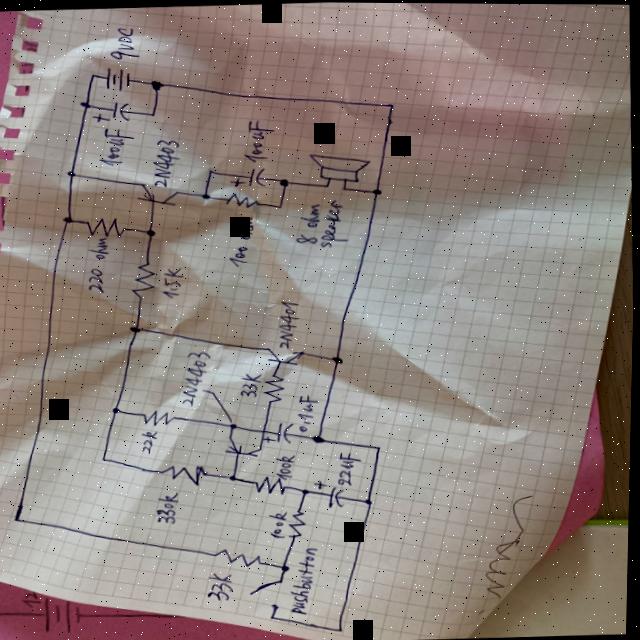 9VDC
100uF
2N4403
100uF
100
8 ohm
speaker
220 ohm
1.5k
2N4401
2N4403
33k
22k
0.1uF
330k
100k
22uF
100k
33k
pushbutton